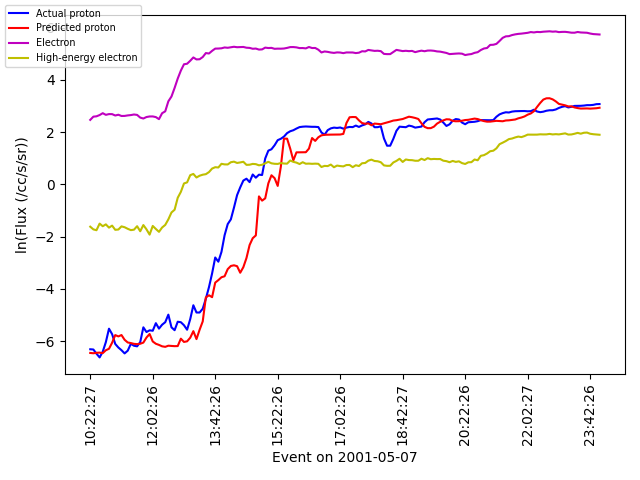 Actual proton
Predicted proton
Electron
High-energy electron
4
2
0
−2
−4
−6
ln(Flux (/cc/s/sr))
10:22:27
12:02:26
13:42:26
15:22:26
17:02:26
18:42:27
20:22:26
22:02:27
23:42:26
Event on 2001-05-07